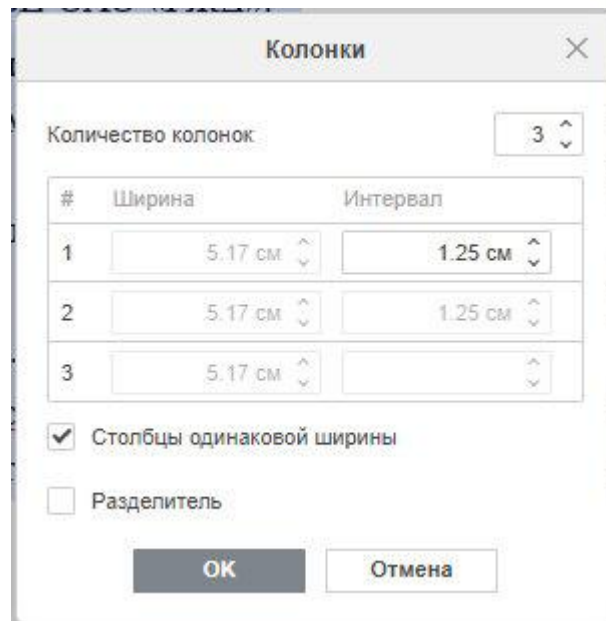 Колонки
Количество колонок 3
# Ширина Интервал
1 5.17 см 1.25 см
2 5.17 см 1.25 см
3 5.17 см
Столбцы одинаковой ширины
Разделитель
OK Отмена